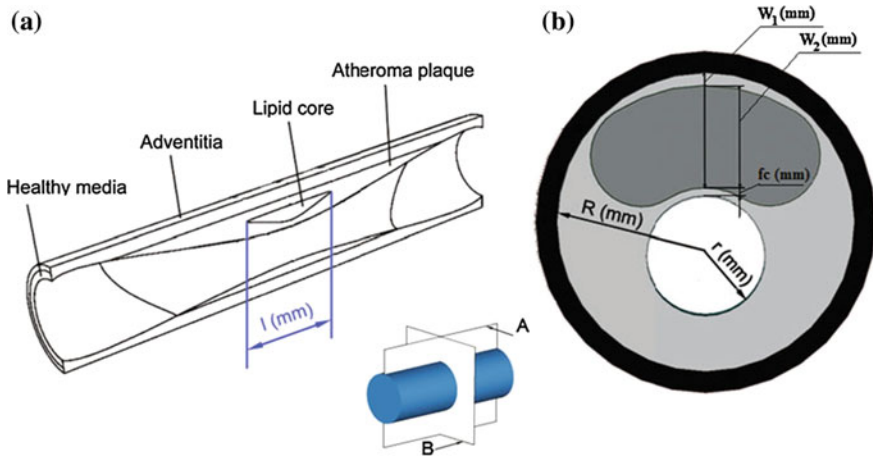 (a)
Atheroma plaque
Lipid core
Adventitia
Healthy media
l (mm)
A
B
(b)
W1(mm)
W2(mm)
fc (mm)
R (mm)
r (mm)